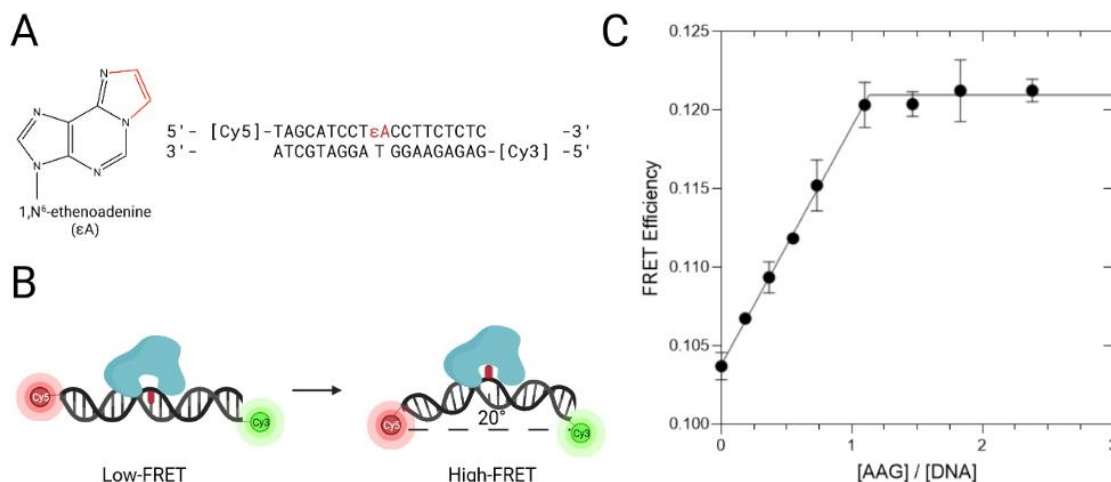 A
N
N
N
N
N
1,N⁶-ethenoadenine
(εA)
5'- [Cy5]-TAGCATCCTεACCTTCTCTC -3'
3'- ATCGTAGGA T GGAAGAGAG-[Cy3] -5'
B
Cy5
Cy3
Low-FRET
Cy5
20°
Cy3
High-FRET
C
FRET Efficiency
0.125
0.120
0.115
0.110
0.105
0.100
0 1 2 3
[AAG] / [DNA]